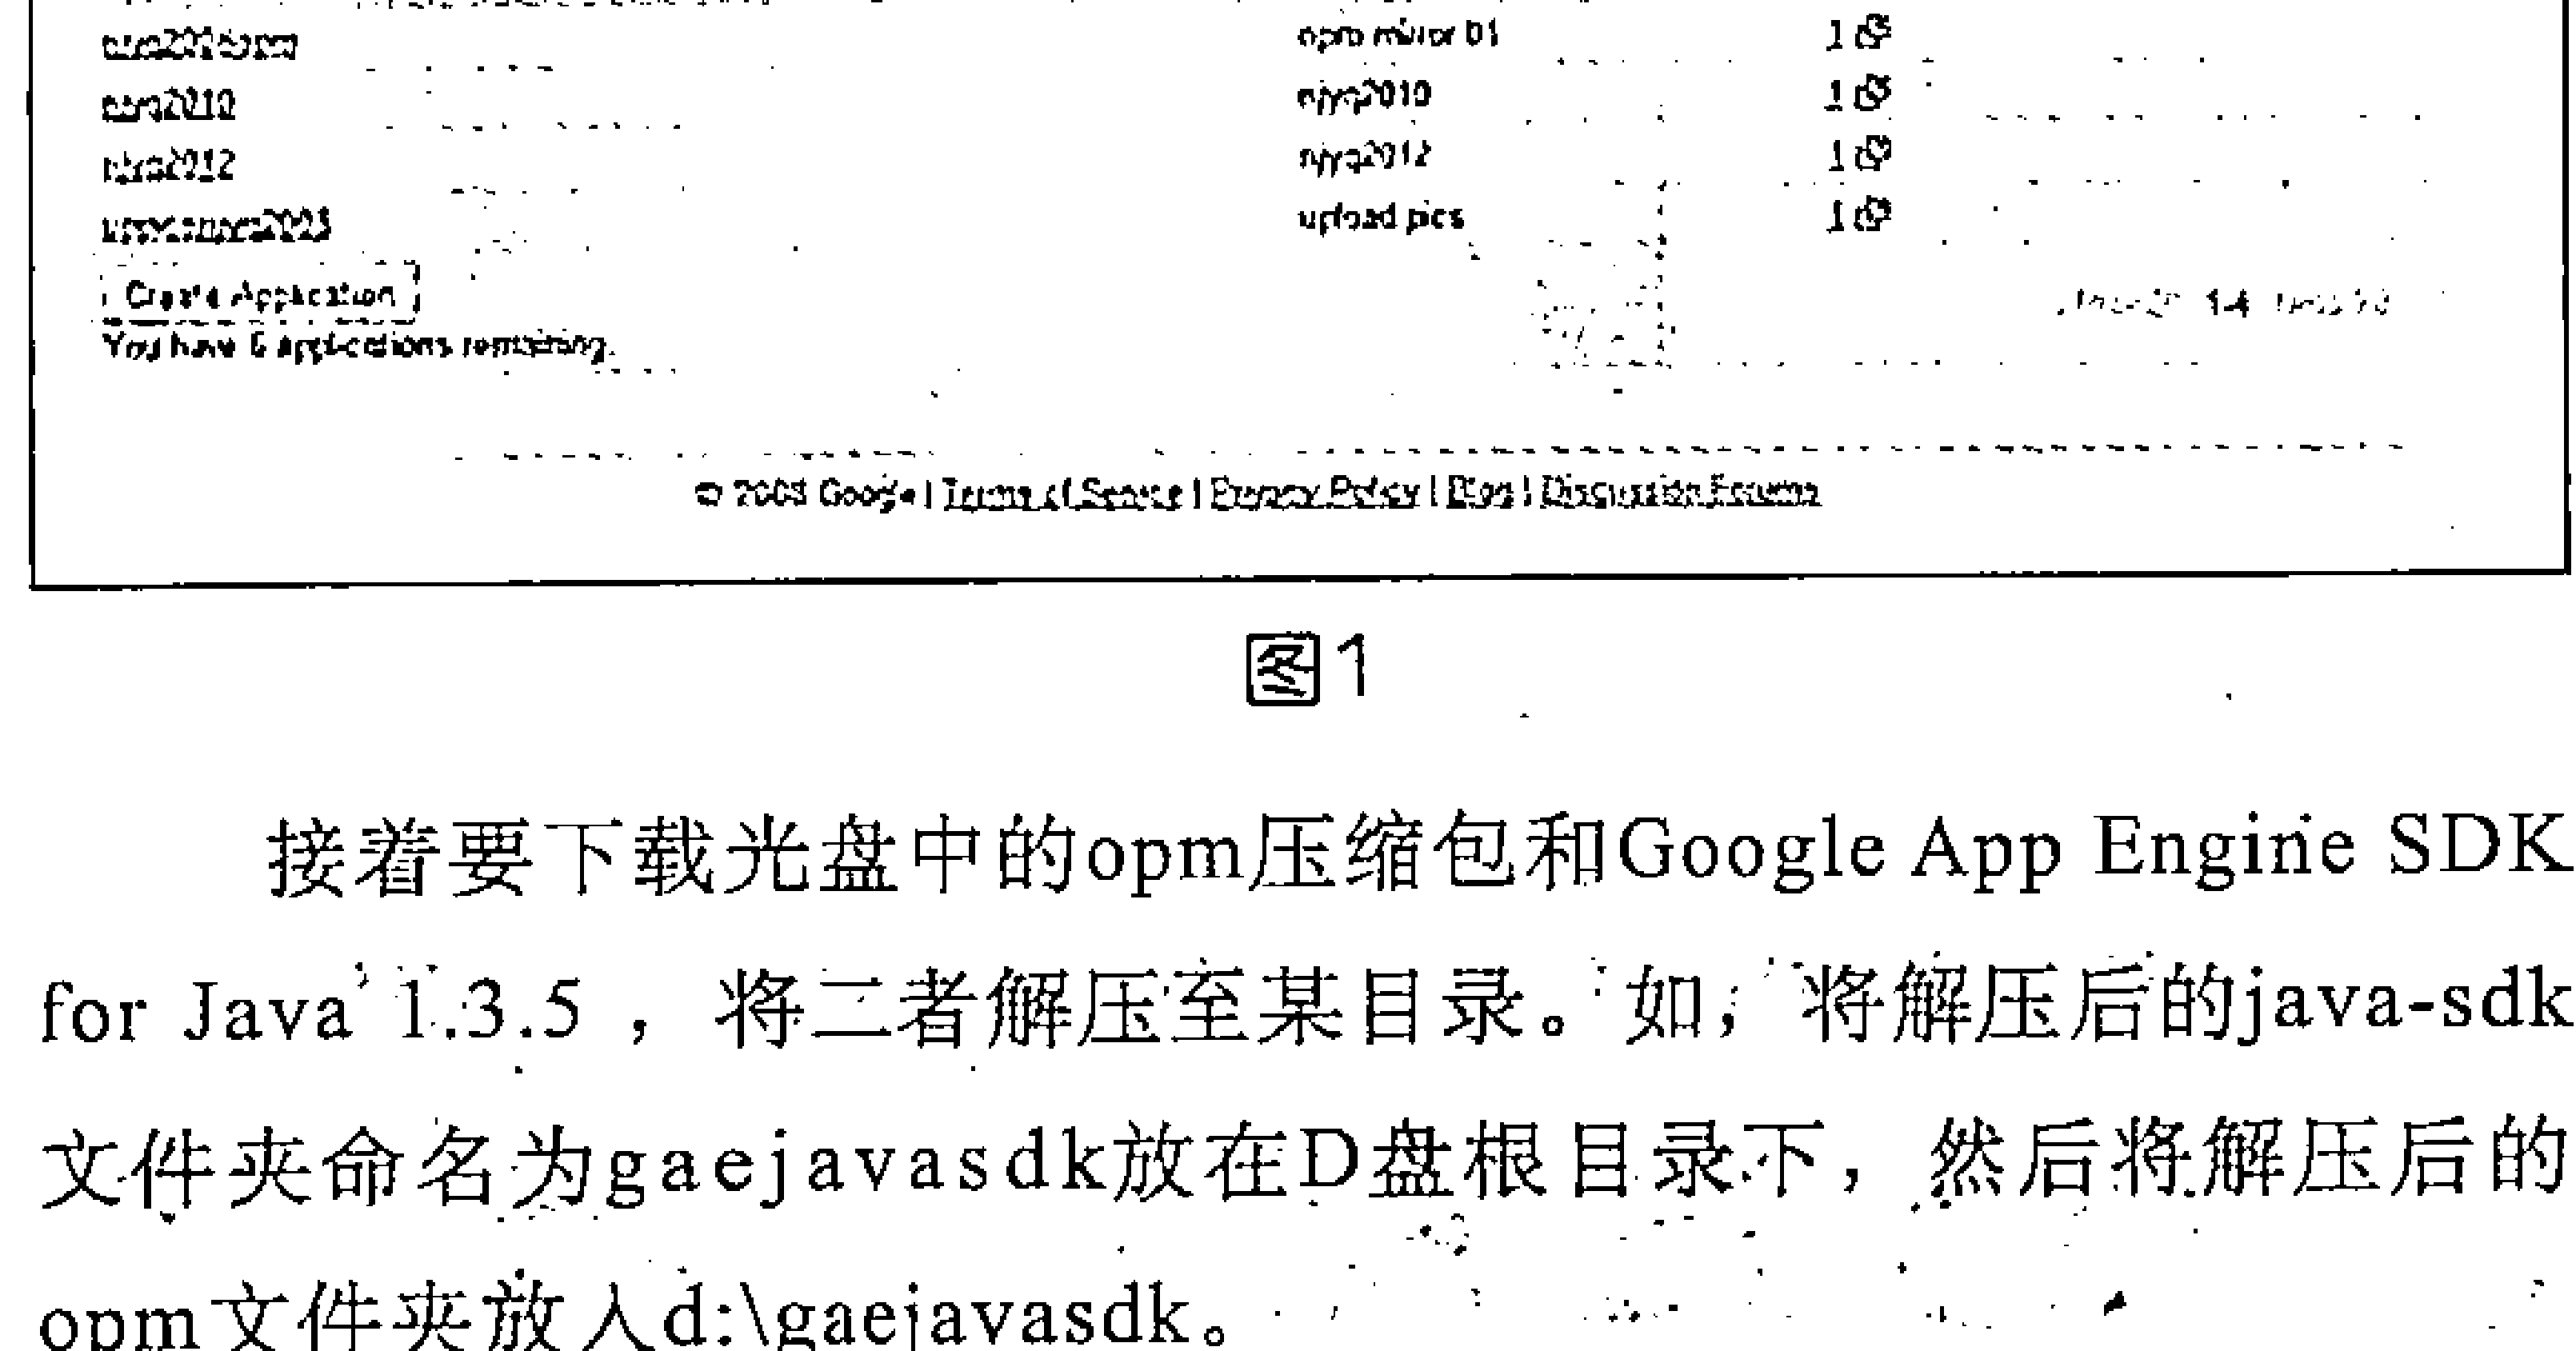 opm mirror 01 1
njyq2010 1
njyq2012 1
upload pics 1
Create Application
1-4
You have 6 applications remaining.
© 2008 Google | Terms of Service | Privacy Policy | Blog | Discussion Forums
图1
接着要下载光盘中的opm压缩包和Google App Engine SDK
for Java 1.3.5 ，将二者解压至某目录。如，将解压后的java-sdk
文件夹命名为gaejavasdk放在D盘根目录下，然后将解压后的
opm文件夹放入d:\gaejavasdk。